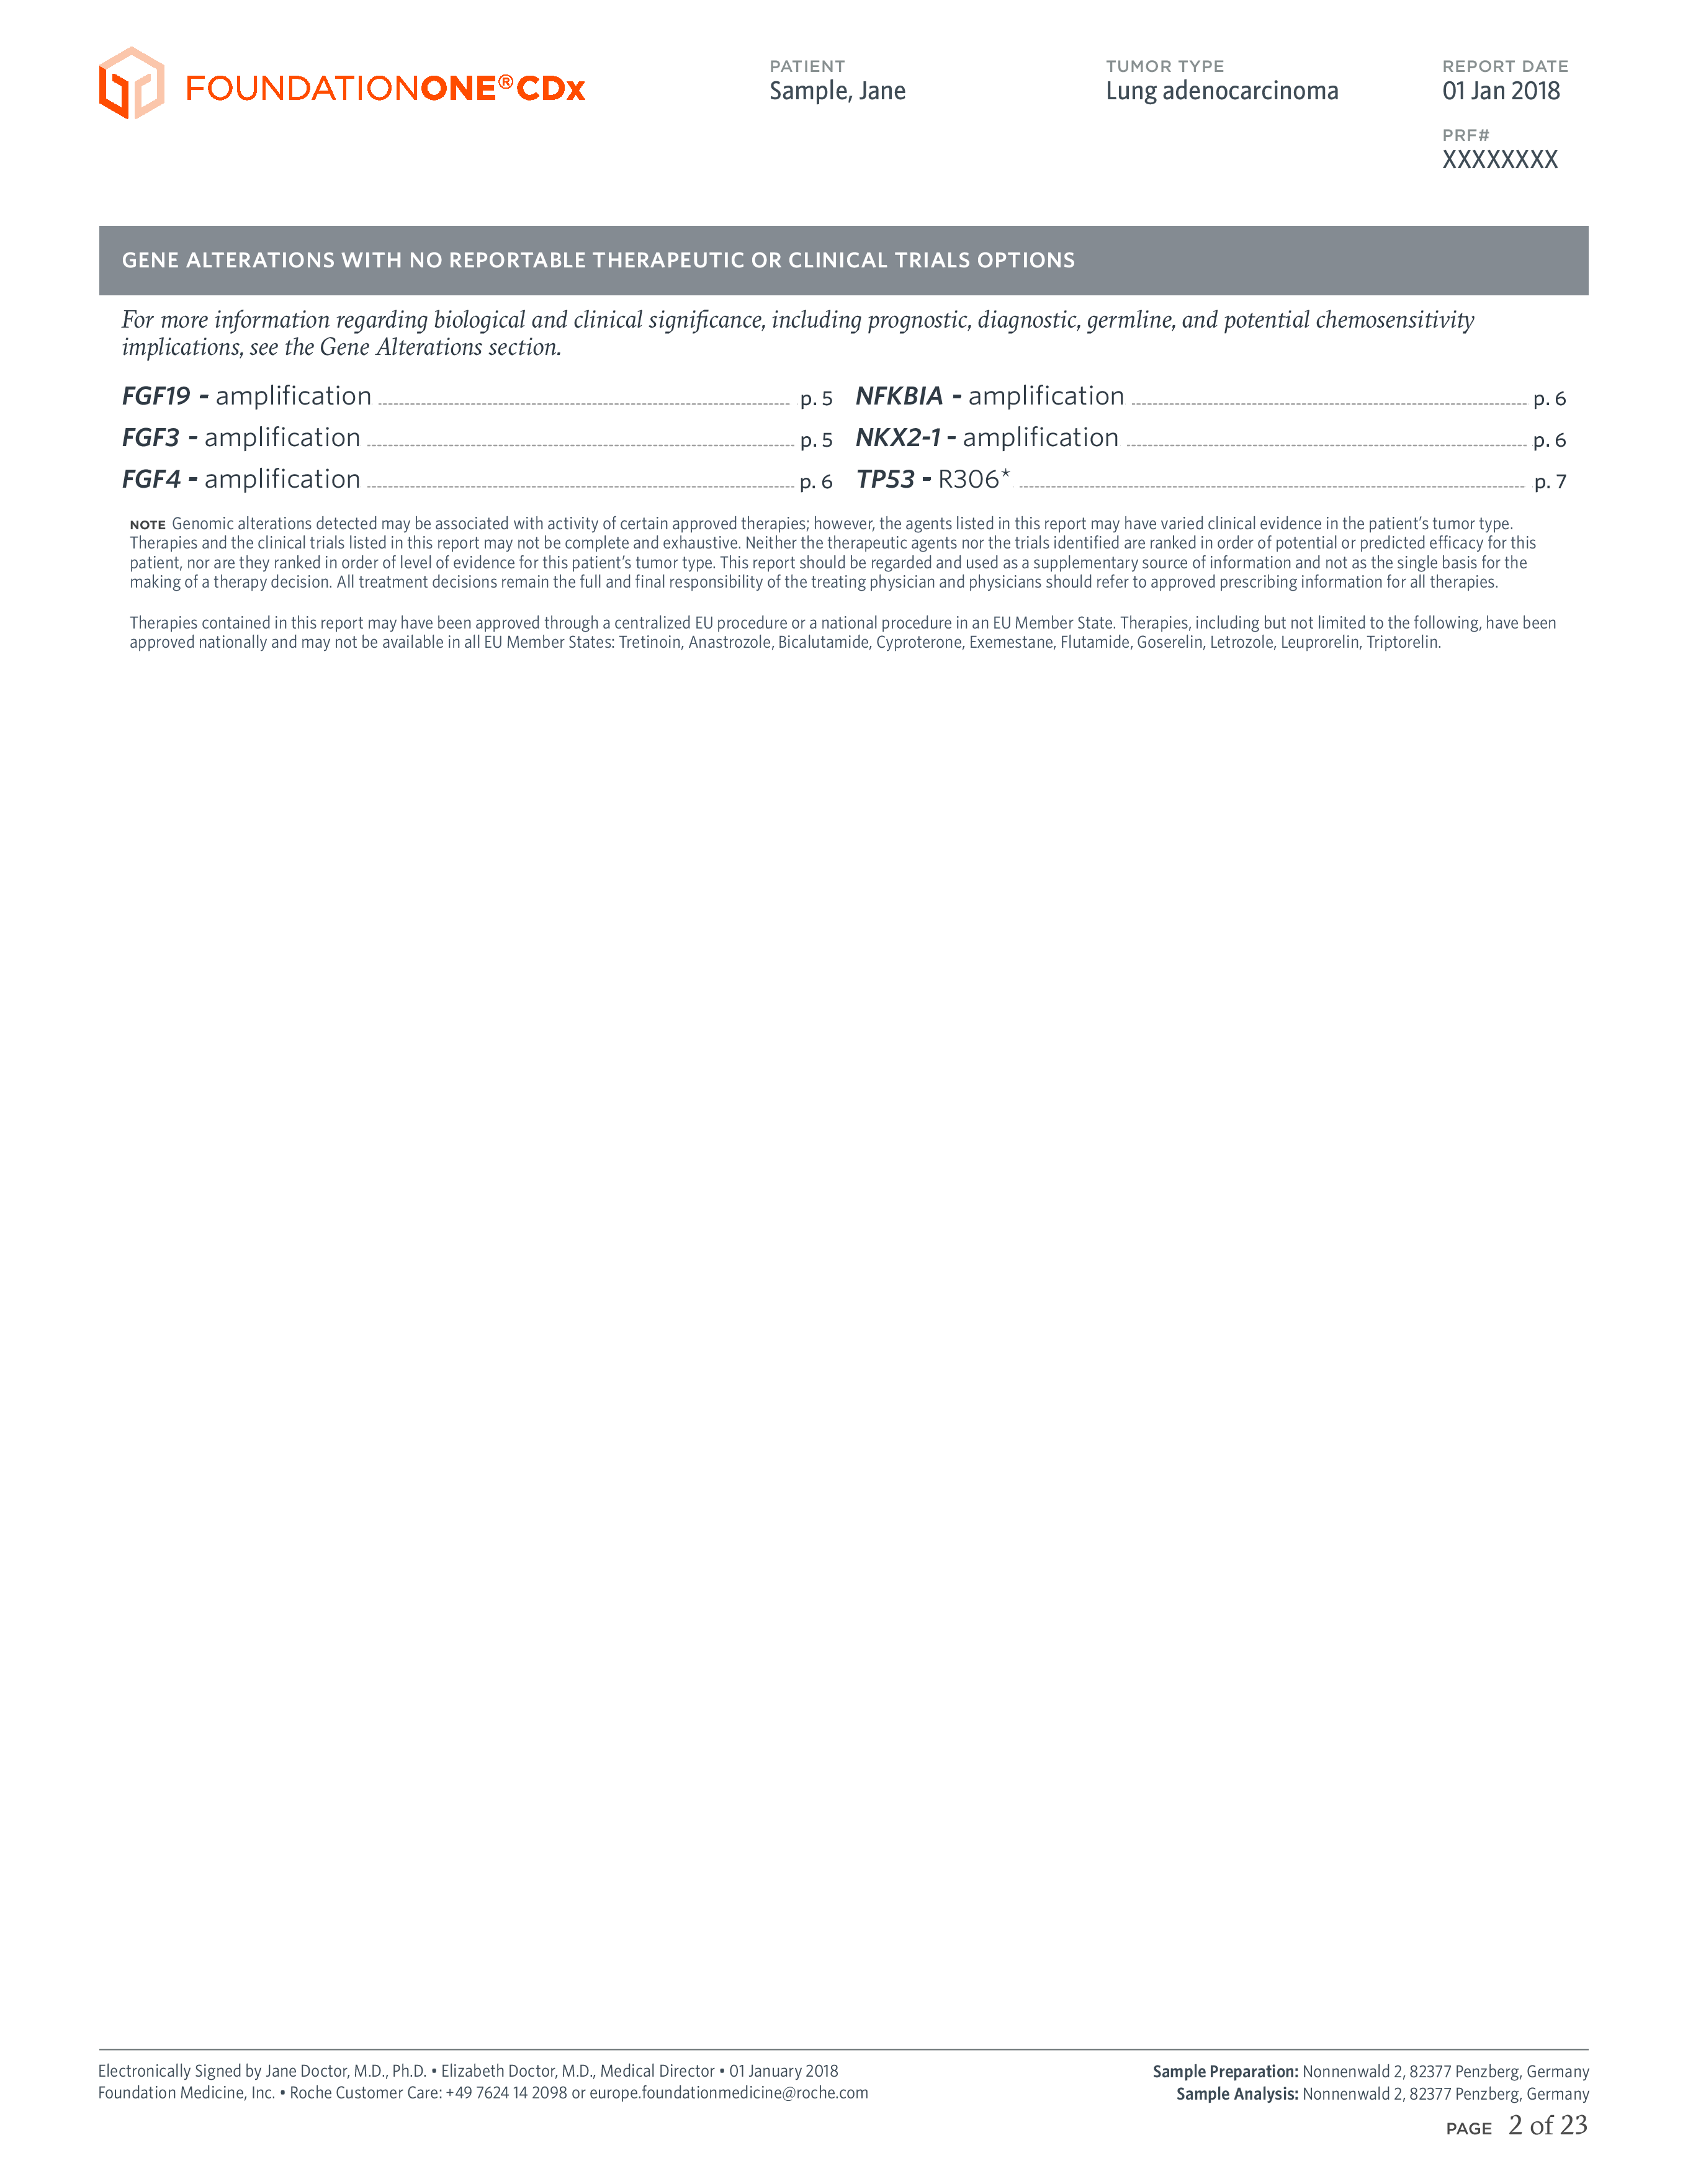 FOUNDATIONONE®CDx
PATIENT
Sample, Jane
TUMOR TYPE
Lung adenocarcinoma
REPORT DATE
01 Jan 2018
PRF#
XXXXXXXX
GENE ALTERATIONS WITH NO REPORTABLE THERAPEUTIC OR CLINICAL TRIALS OPTIONS
For more information regarding biological and clinical significance, including prognostic, diagnostic, germline, and potential chemosensitivity
implications, see the Gene Alterations section.
FGF19 - amplification p. 5
FGF3 - amplification p. 5
FGF4 - amplification p. 6
NFKBIA - amplification p. 6
NKX2-1 - amplification p. 6
TP53 - R306* p. 7
NOTE Genomic alterations detected may be associated with activity of certain approved therapies; however, the agents listed in this report may have varied clinical evidence in the patient’s tumor type.
Therapies and the clinical trials listed in this report may not be complete and exhaustive. Neither the therapeutic agents nor the trials identified are ranked in order of potential or predicted efficacy for this
patient, nor are they ranked in order of level of evidence for this patient’s tumor type. This report should be regarded and used as a supplementary source of information and not as the single basis for the
making of a therapy decision. All treatment decisions remain the full and final responsibility of the treating physician and physicians should refer to approved prescribing information for all therapies.
Therapies contained in this report may have been approved through a centralized EU procedure or a national procedure in an EU Member State. Therapies, including but not limited to the following, have been
approved nationally and may not be available in all EU Member States: Tretinoin, Anastrozole, Bicalutamide, Cyproterone, Exemestane, Flutamide, Goserelin, Letrozole, Leuprorelin, Triptorelin.
Electronically Signed by Jane Doctor, M.D., Ph.D. • Elizabeth Doctor, M.D., Medical Director • 01 January 2018
Foundation Medicine, Inc. • Roche Customer Care: +49 7624 14 2098 or europe.foundationmedicine@roche.com
Sample Preparation: Nonnenwald 2, 82377 Penzberg, Germany
Sample Analysis: Nonnenwald 2, 82377 Penzberg, Germany
PAGE 2 of 23